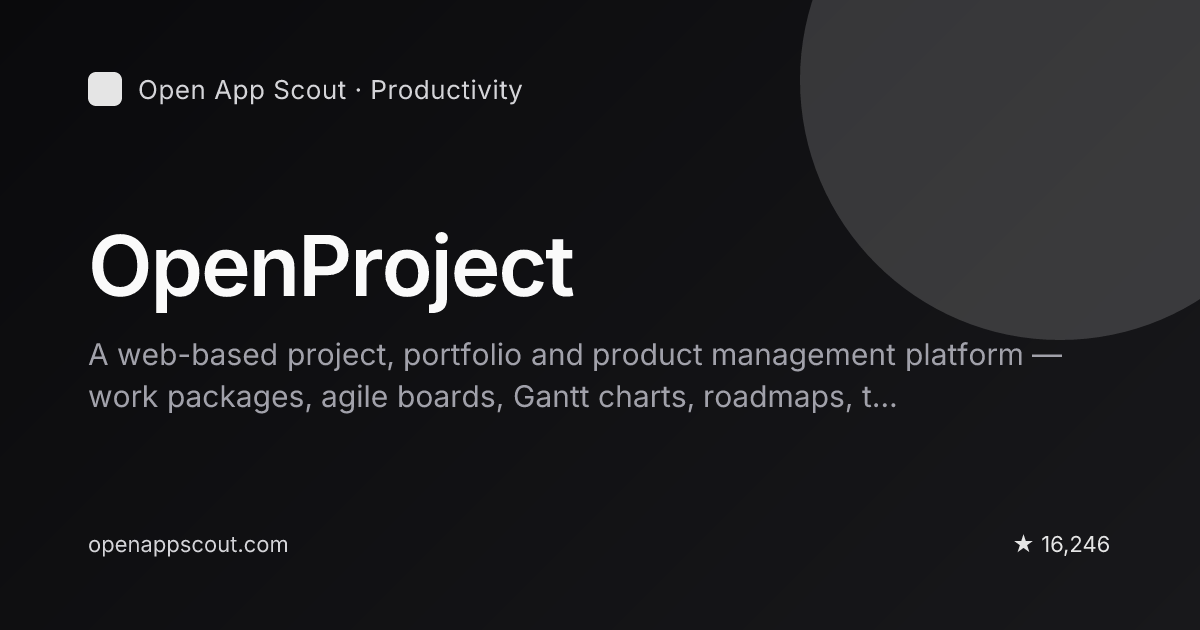 Open App Scout · Productivity
OpenProject
A web-based project, portfolio and product management platform —
work packages, agile boards, Gantt charts, roadmaps, t...
openappscout.com
★ 16,246